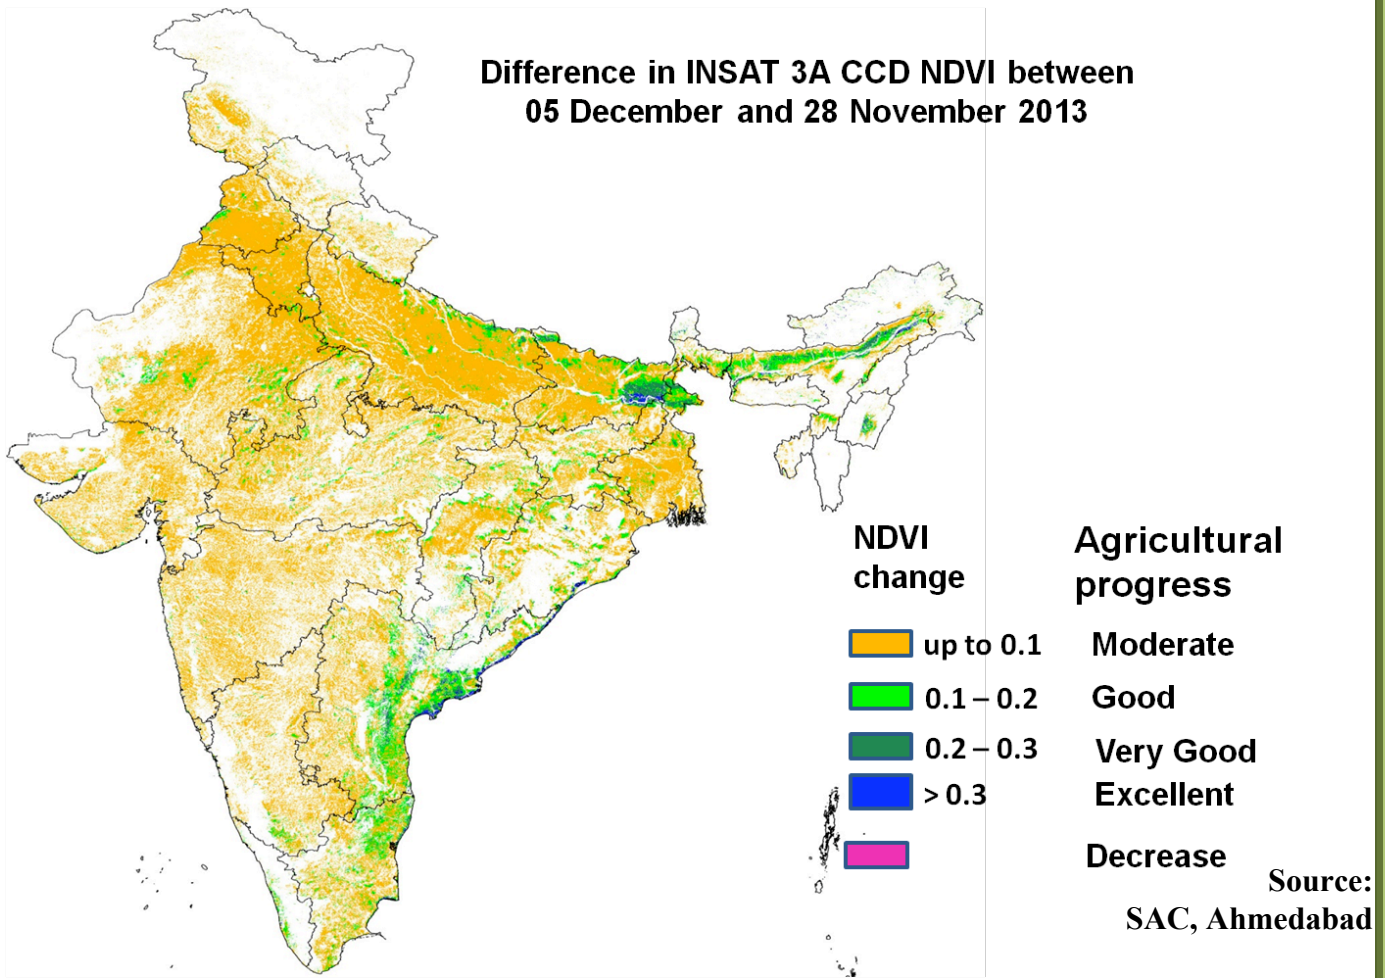 Difference in INSAT 3A CCD NDVI between
05 December and 28 November 2013
NDVI
change
Agricultural
progress
up to 0.1 Moderate
0.1 – 0.2 Good
0.2 – 0.3 Very Good
> 0.3 Excellent
Decrease
Source:
SAC, Ahmedabad